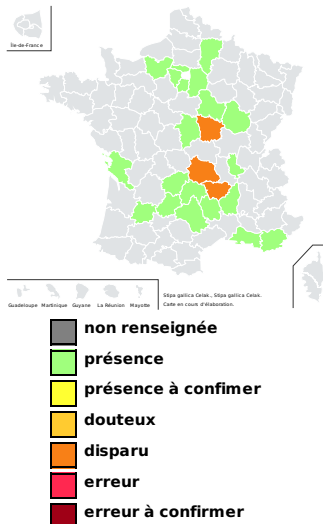 Île-de-France
Guadeloupe Martinique Guyane La Réunion Mayotte
Stipa gallica Celak., Stipa gallica Celak.
Carte en cours d'élaboration.
non renseignée
présence
présence à confimer
douteux
disparu
erreur
erreur à confirmer